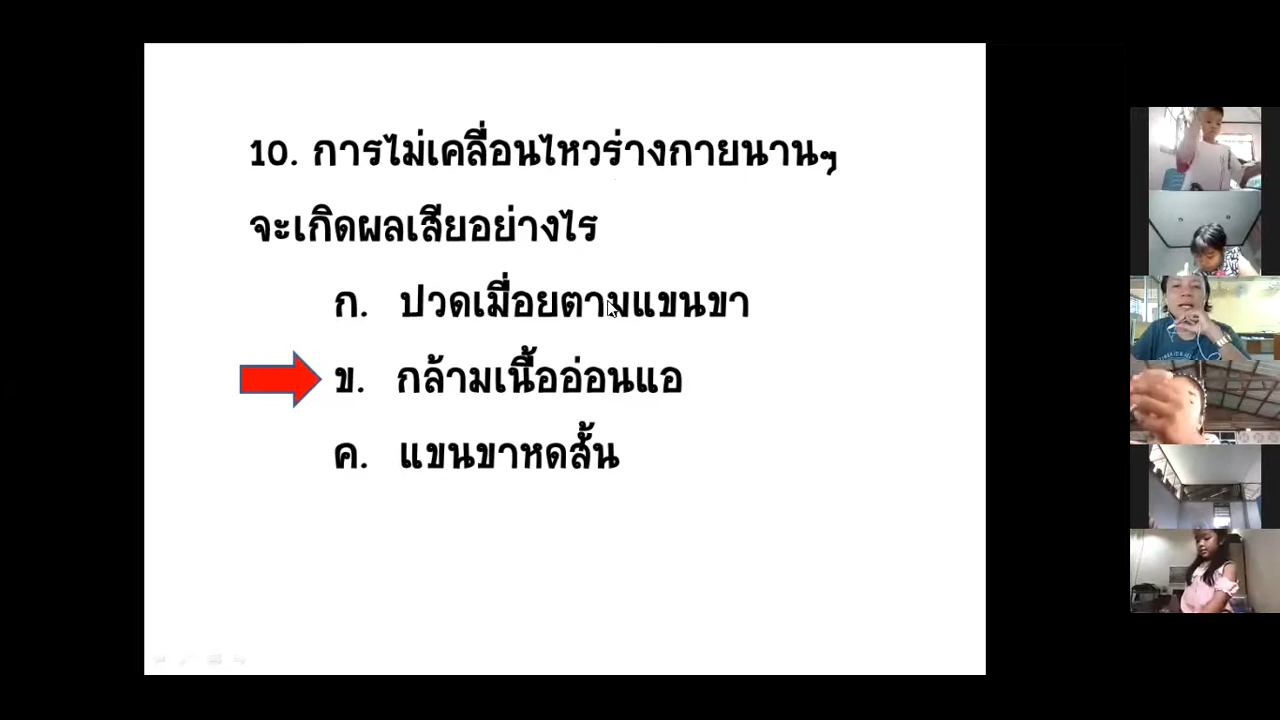 10. การไม่เคลื่อนไหวร่างกายนานๆ
จะเกิดผลเสียอย่างไร
ก. ปวดเมื่อยตามแขนขา
ข. กล้ามเนื้ออ่อนแอ
ค. แขนขาหดสั้น